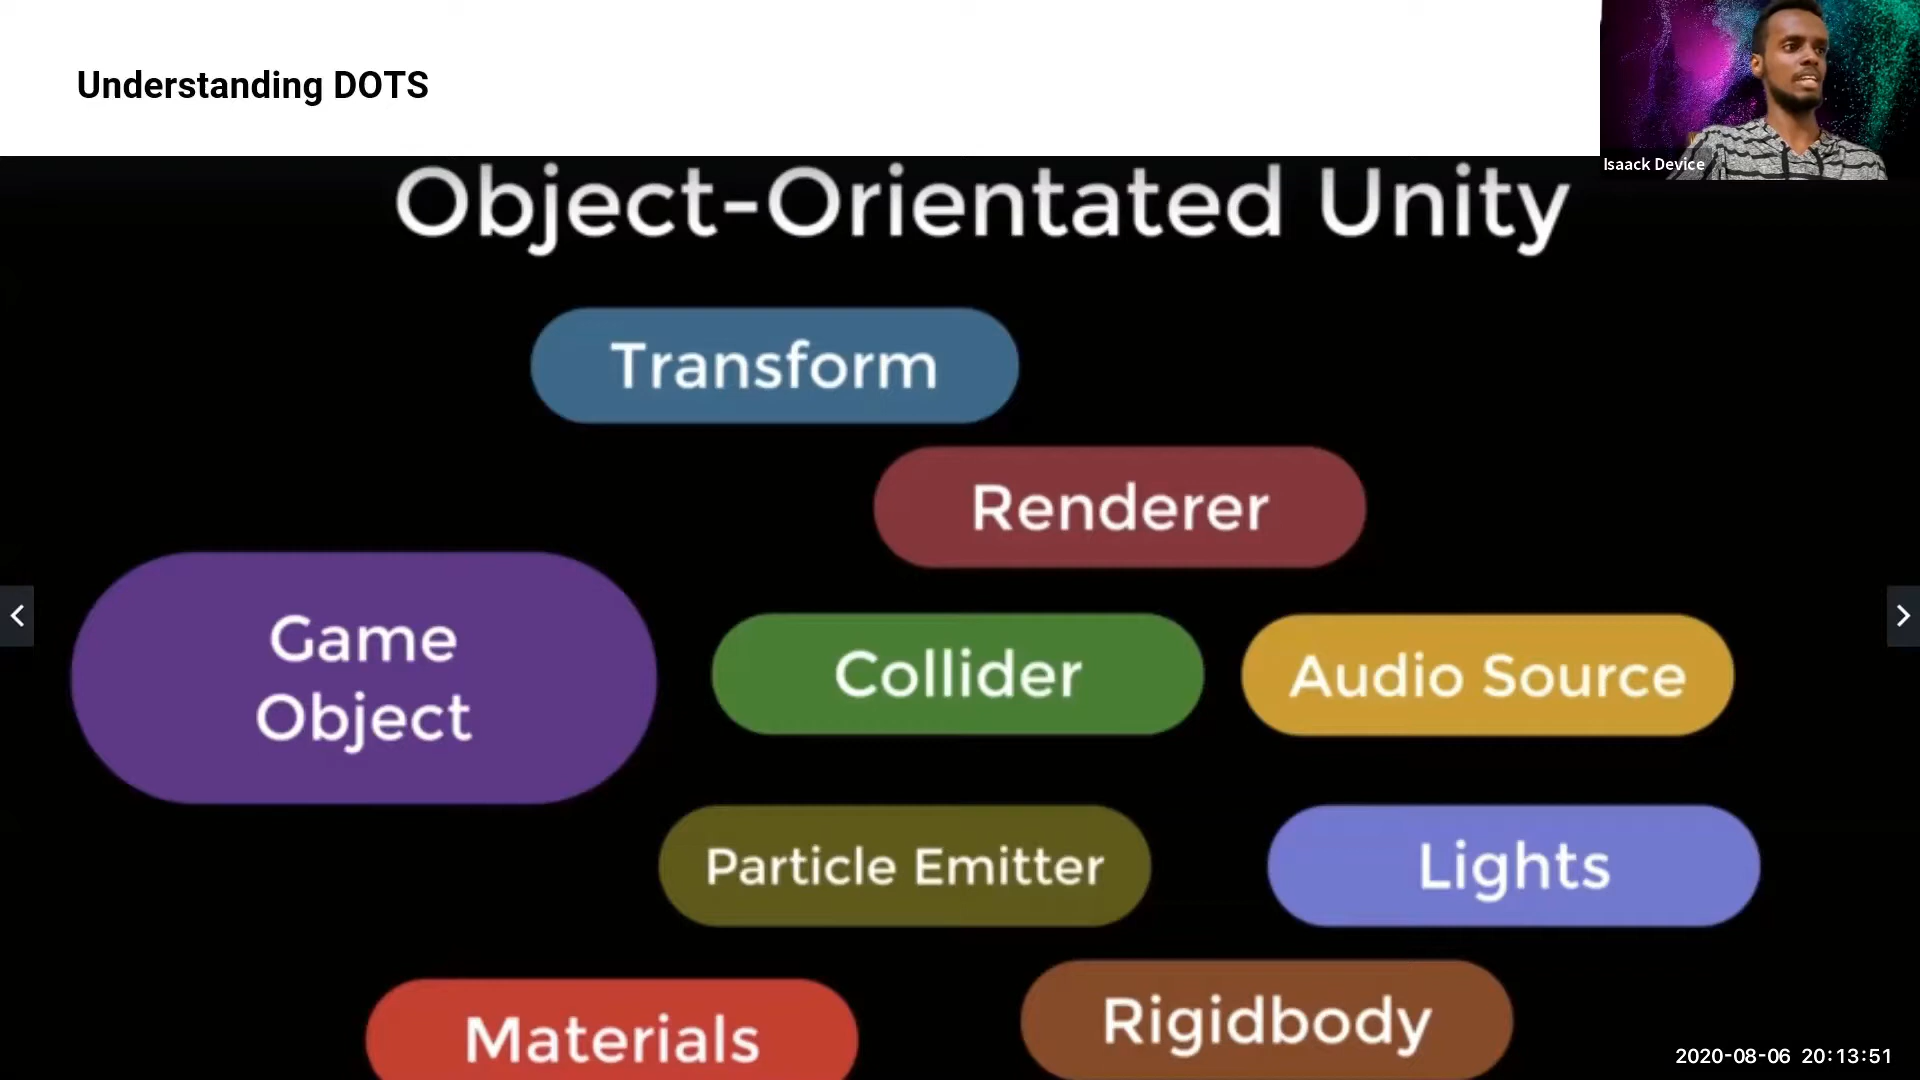 Understanding DOTS
Isaack Device
Object-Orientated Unity
Transform
Renderer
Game
Object
Collider
Audio Source
Particle Emitter
Lights
Materials
Rigidbody
2020-08-06 20:13:51